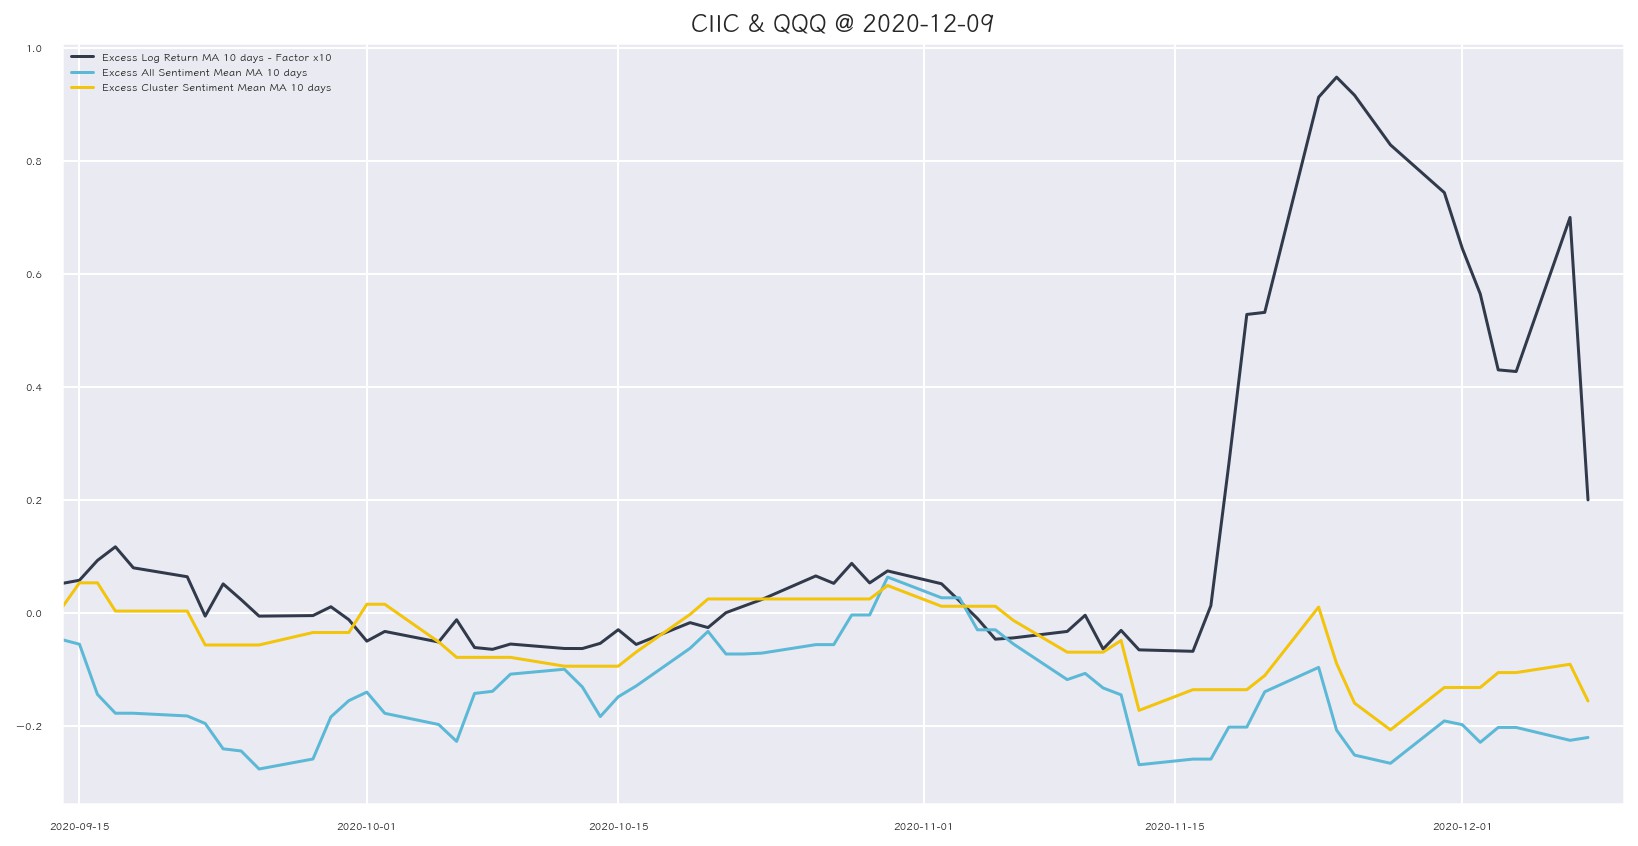 CIIC & QQQ @ 2020-12-09
1.0
Excess Log Return MA 10 days - Factor x10
Excess All Sentiment Mean MA 10 days
Excess Cluster Sentiment Mean MA 10 days
0.8
0.6
0.4
0.2
0.0
−0.2
2020-09-15 2020-10-01 2020-10-15 2020-11-01 2020-11-15 2020-12-01